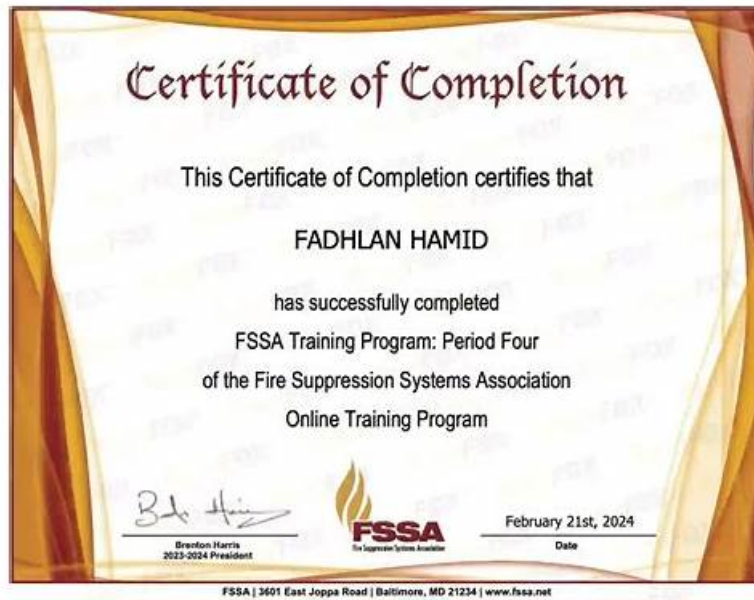 Certificate of Completion
This Certificate of Completion certifies that
FADHLAN HAMID
has successfully completed
FSSA Training Program: Period Four
of the Fire Suppression Systems Association
Online Training Program
Brenton Harris
2023-2024 President
FSSA
Fire Suppression Systems Association
February 21st, 2024
Date
FSSA | 3601 East Joppa Road | Baltimore, MD 21234 | www.fssa.net